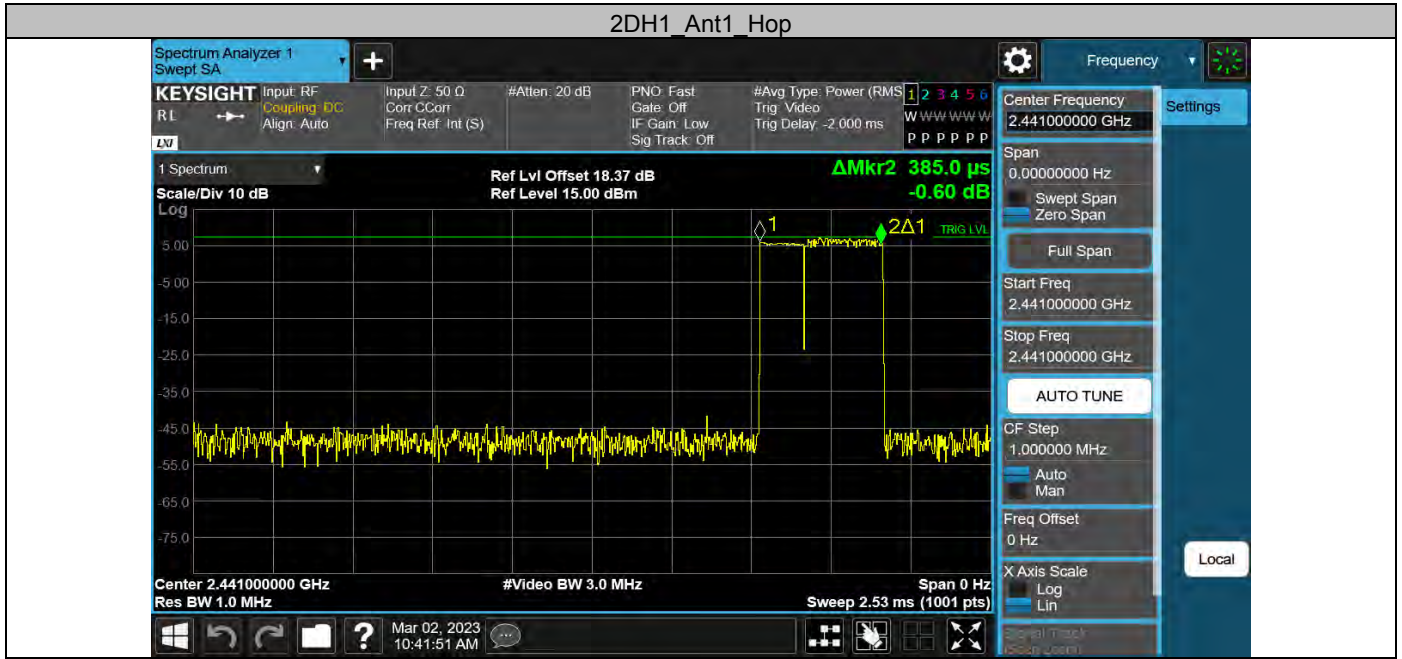 2DH1_Ant1_Hop
Spectrum Analyzer 1
Swept SA
Frequency
KEYSIGHT
RL
LXI
Input: RF
Coupling: DC
Align: Auto
Input Z: 50 Ω
Corr CCorr
Freq Ref: Int (S)
#Atten: 20 dB
PNO: Fast
Gate: Off
IF Gain: Low
Sig Track: Off
#Avg Type: Power (RMS
Trig: Video
Trig Delay: -2.000 ms
1 2 3 4 5 6
W W W W W W
P P P P P P
1 Spectrum
Scale/Div 10 dB
Log
Ref Lvl Offset 18.37 dB
Ref Level 15.00 dBm
ΔMkr2 385.0 µs
-0.60 dB
1
2Δ1
TRIG LVL
5.00
-5.00
-15.0
-25.0
-35.0
-45.0
-55.0
-65.0
-75.0
Center 2.441000000 GHz
Res BW 1.0 MHz
#Video BW 3.0 MHz
Span 0 Hz
Sweep 2.53 ms (1001 pts)
Center Frequency
2.441000000 GHz
Settings
Span
0.00000000 Hz
Swept Span
Zero Span
Full Span
Start Freq
2.441000000 GHz
Stop Freq
2.441000000 GHz
AUTO TUNE
CF Step
1.000000 MHz
Auto
Man
Freq Offset
0 Hz
X Axis Scale
Log
Lin
Signal Track
(Span Zoom)
Local
?
Mar 02, 2023
10:41:51 AM